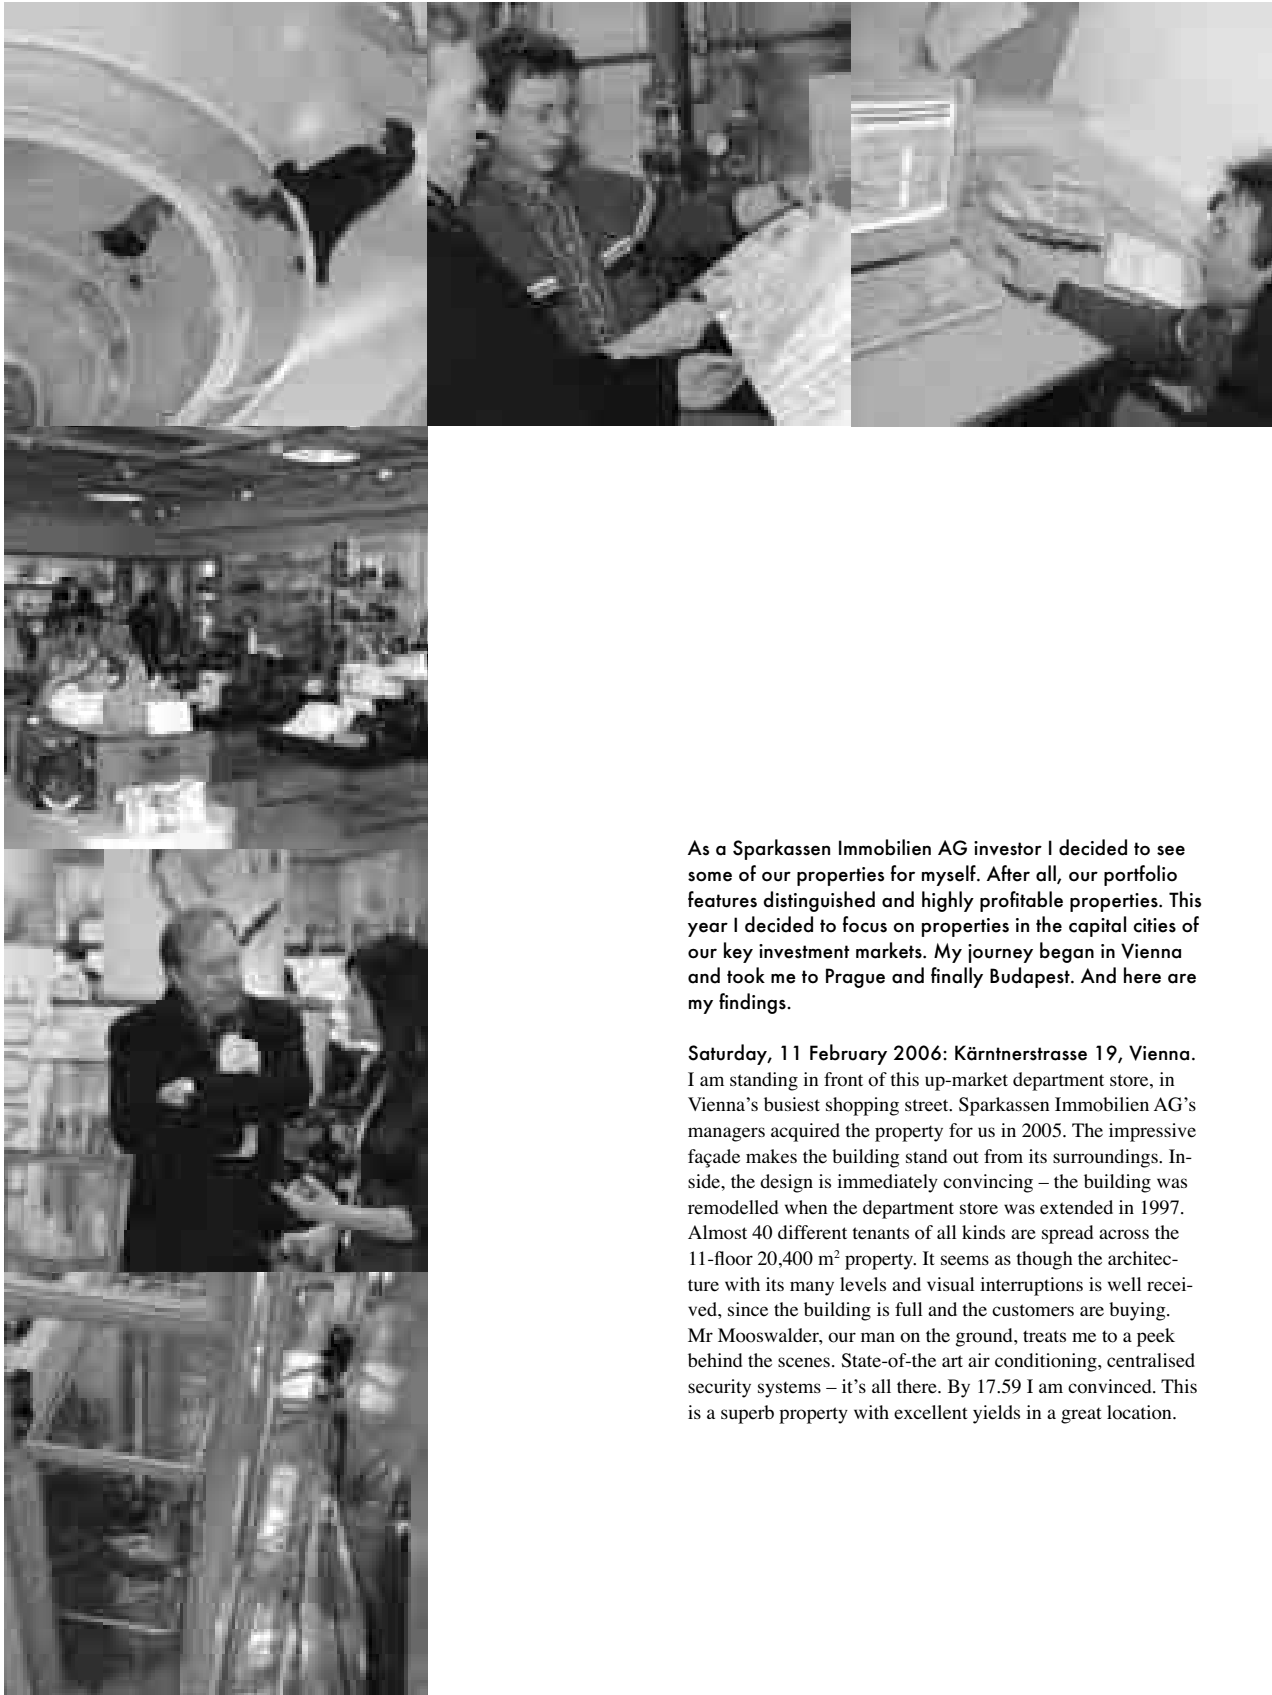 As a Sparkassen Immobilien AG investor I decided to see
some of our properties for myself. After all, our portfolio
features distinguished and highly profitable properties. This
year I decided to focus on properties in the capital cities of
our key investment markets. My journey began in Vienna
and took me to Prague and finally Budapest. And here are
my findings.
Saturday, 11 February 2006: Kärntnerstrasse 19, Vienna.
I am standing in front of this up-market department store, in
Vienna’s busiest shopping street. Sparkassen Immobilien AG’s
managers acquired the property for us in 2005. The impressive
façade makes the building stand out from its surroundings. In-
side, the design is immediately convincing – the building was
remodelled when the department store was extended in 1997.
Almost 40 different tenants of all kinds are spread across the
11-floor 20,400 m² property. It seems as though the architec-
ture with its many levels and visual interruptions is well recei-
ved, since the building is full and the customers are buying.
Mr Mooswalder, our man on the ground, treats me to a peek
behind the scenes. State-of-the art air conditioning, centralised
security systems – it’s all there. By 17.59 I am convinced. This
is a superb property with excellent yields in a great location.